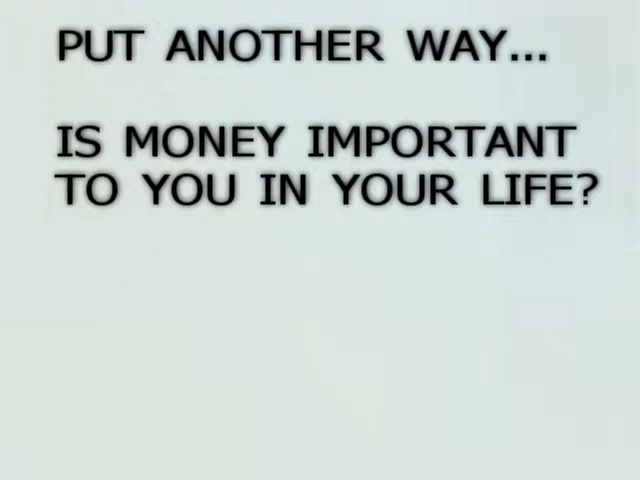 PUT ANOTHER WAY...
IS MONEY IMPORTANT
TO YOU IN YOUR LIFE?